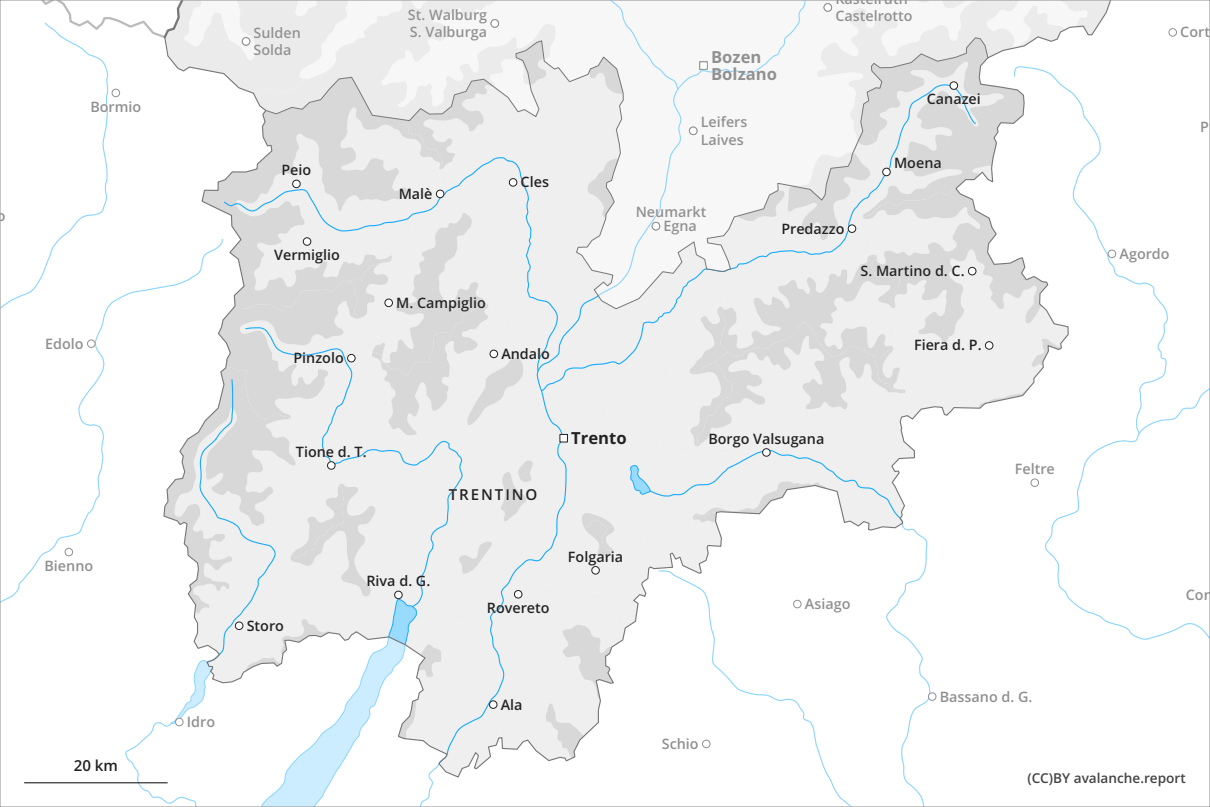 Kastelruth
Castelrotto
St. Walburg
S. Valburga
Sulden
Solda
Cort
Bozen
Bolzano
Bormio
Canazei
Leifers
Laives
P
Moena
Peio
Malè
Cles
Neumarkt
Egna
Predazzo
Vermiglio
Agordo
S. Martino d. C.
M. Campiglio
Edolo
Fiera d. P.
Pinzolo
Andalo
Trento
Borgo Valsugana
Tione d. T.
Feltre
TRENTINO
Folgaria
Bienno
Riva d. G.
Cor
Rovereto
Asiago
Storo
Bassano d. G.
Ala
Idro
Schio
20 km
(CC)BY avalanche.report